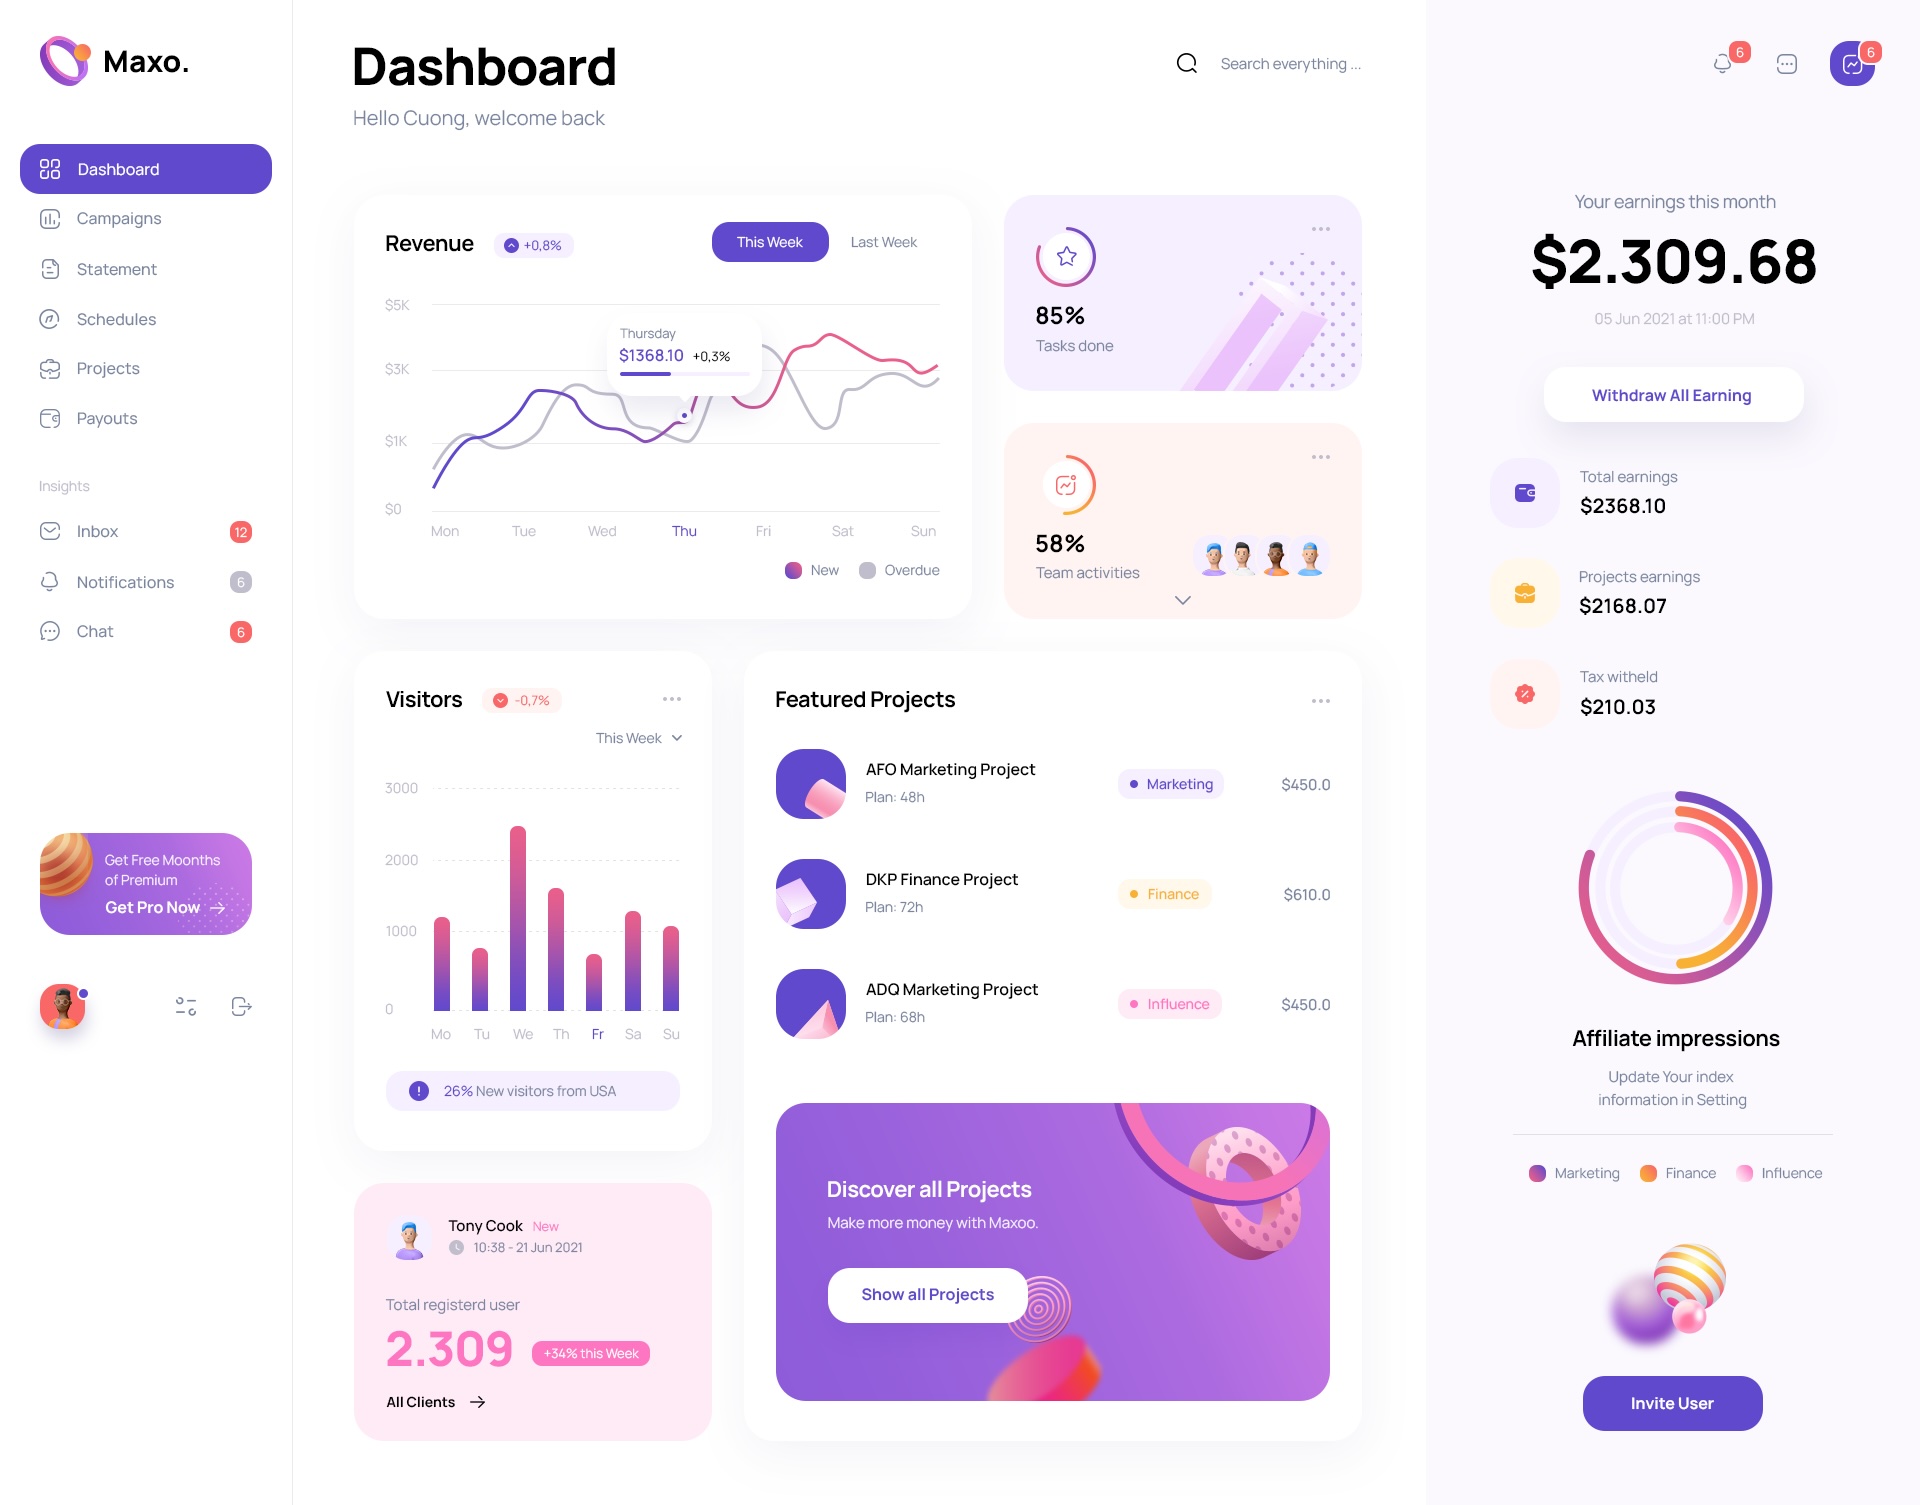 Maxo.
Dashboard
Campaigns
Statement
Schedules
Projects
Payouts
Insights
Inbox 12
Notifications 6
Chat 6
Get Free Moonths
of Premium
Get Pro Now
Dashboard
Hello Cuong, welcome back
Search everything ...
Revenue +0,8% This Week Last Week
$5K
$3K
$1K
$0
Thursday
$1368.10 +0,3%
Mon Tue Wed Thu Fri Sat Sun
New Overdue
85%
Tasks done
58%
Team activities
Visitors -0,7%
This Week
3000
2000
1000
0
Mo Tu We Th Fr Sa Su
! 26% New visitors from USA
Featured Projects
AFO Marketing Project
Plan: 48h
Marketing
$450.0
DKP Finance Project
Plan: 72h
Finance
$610.0
ADQ Marketing Project
Plan: 68h
Influence
$450.0
Tony Cook New
10:38 - 21 Jun 2021
Total registerd user
2.309 +34% this Week
All Clients
Discover all Projects
Make more money with Maxoo.
Show all Projects
6 6
Your earnings this month
$2.309.68
05 Jun 2021 at 11:00 PM
Withdraw All Earning
Total earnings
$2368.10
Projects earnings
$2168.07
Tax witheld
$210.03
Affiliate impressions
Update Your index
information in Setting
Marketing Finance Influence
Invite User